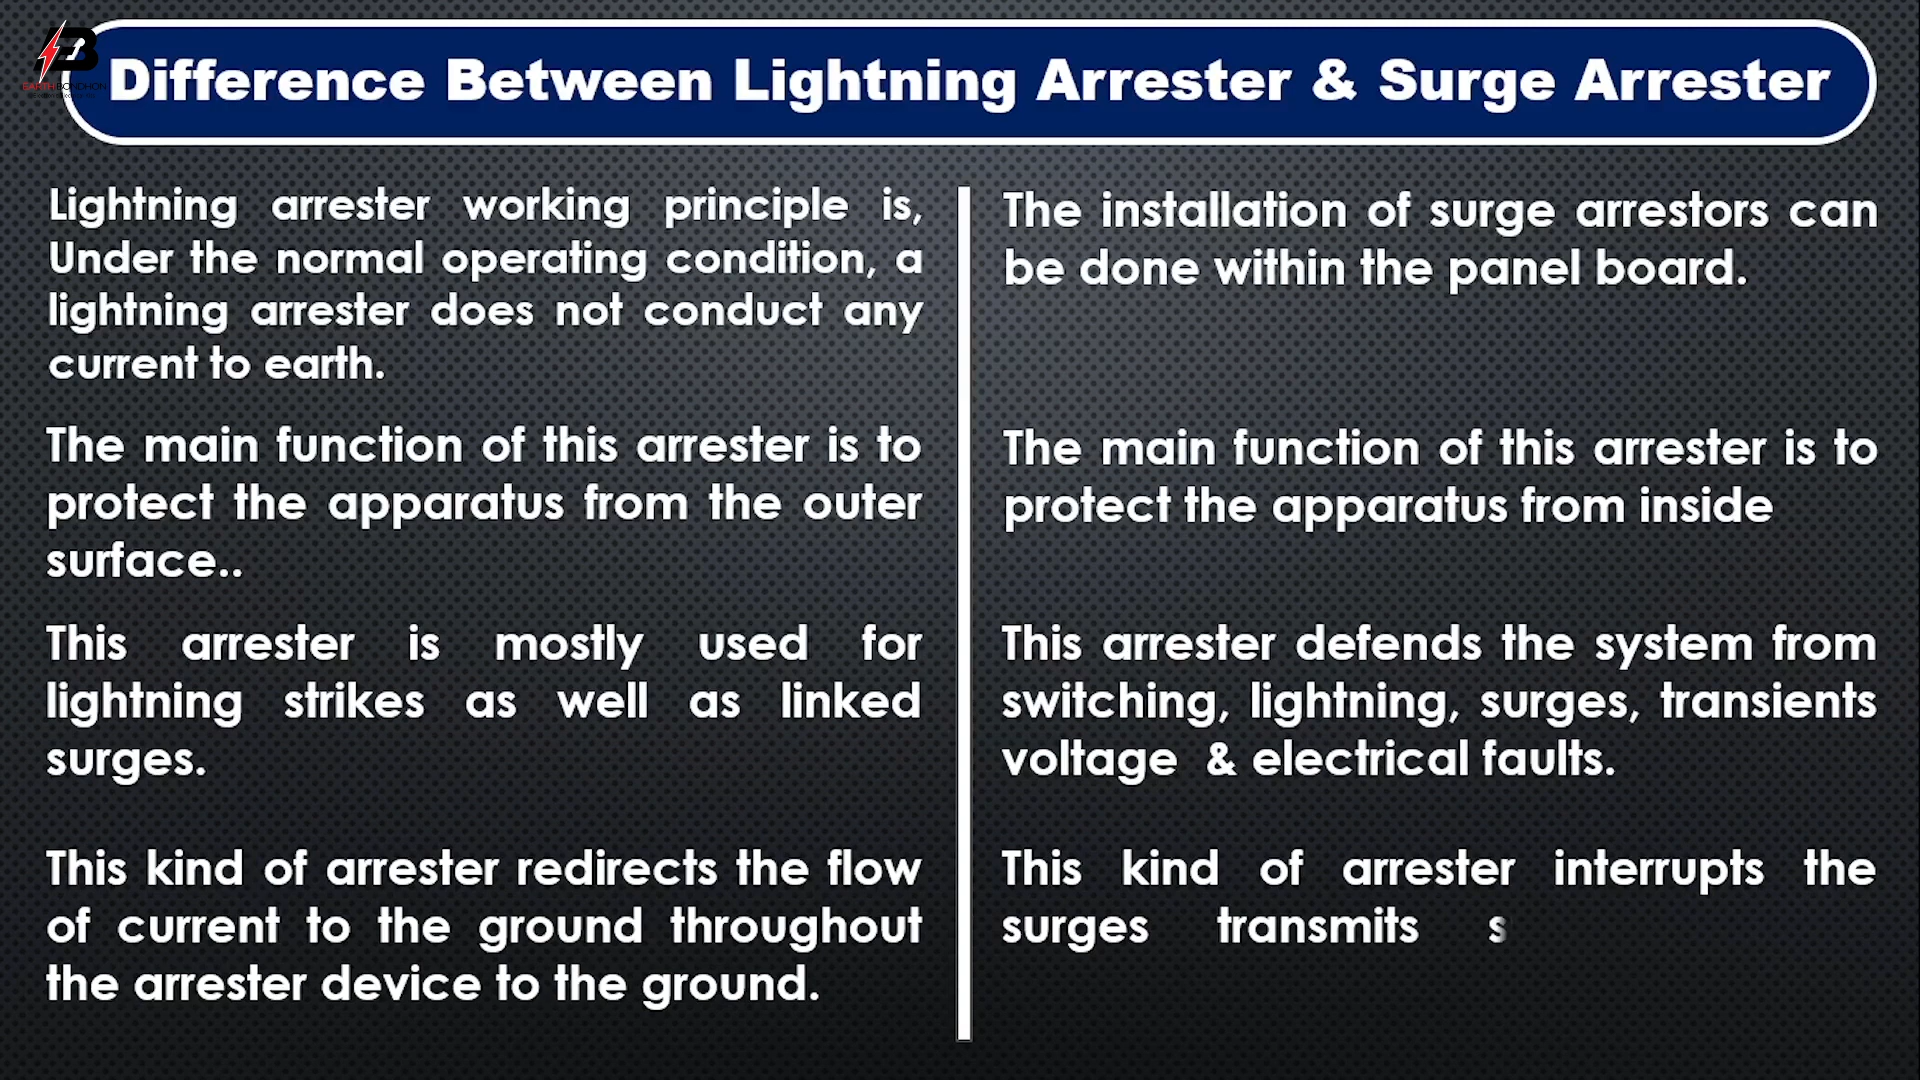 EARTH BONDHON
Difference Between Lightning Arrester & Surge Arrester
Lightning arrester working principle is,
Under the normal operating condition, a
lightning arrester does not conduct any
current to earth.
The main function of this arrester is to
protect the apparatus from the outer
surface..
This arrester is mostly used for
lightning strikes as well as linked
surges.
This kind of arrester redirects the flow
of current to the ground throughout
the arrester device to the ground.
The installation of surge arrestors can
be done within the panel board.
The main function of this arrester is to
protect the apparatus from inside
This arrester defends the system from
switching, lightning, surges, transients
voltage & electrical faults.
This kind of arrester interrupts the
surges transmits s